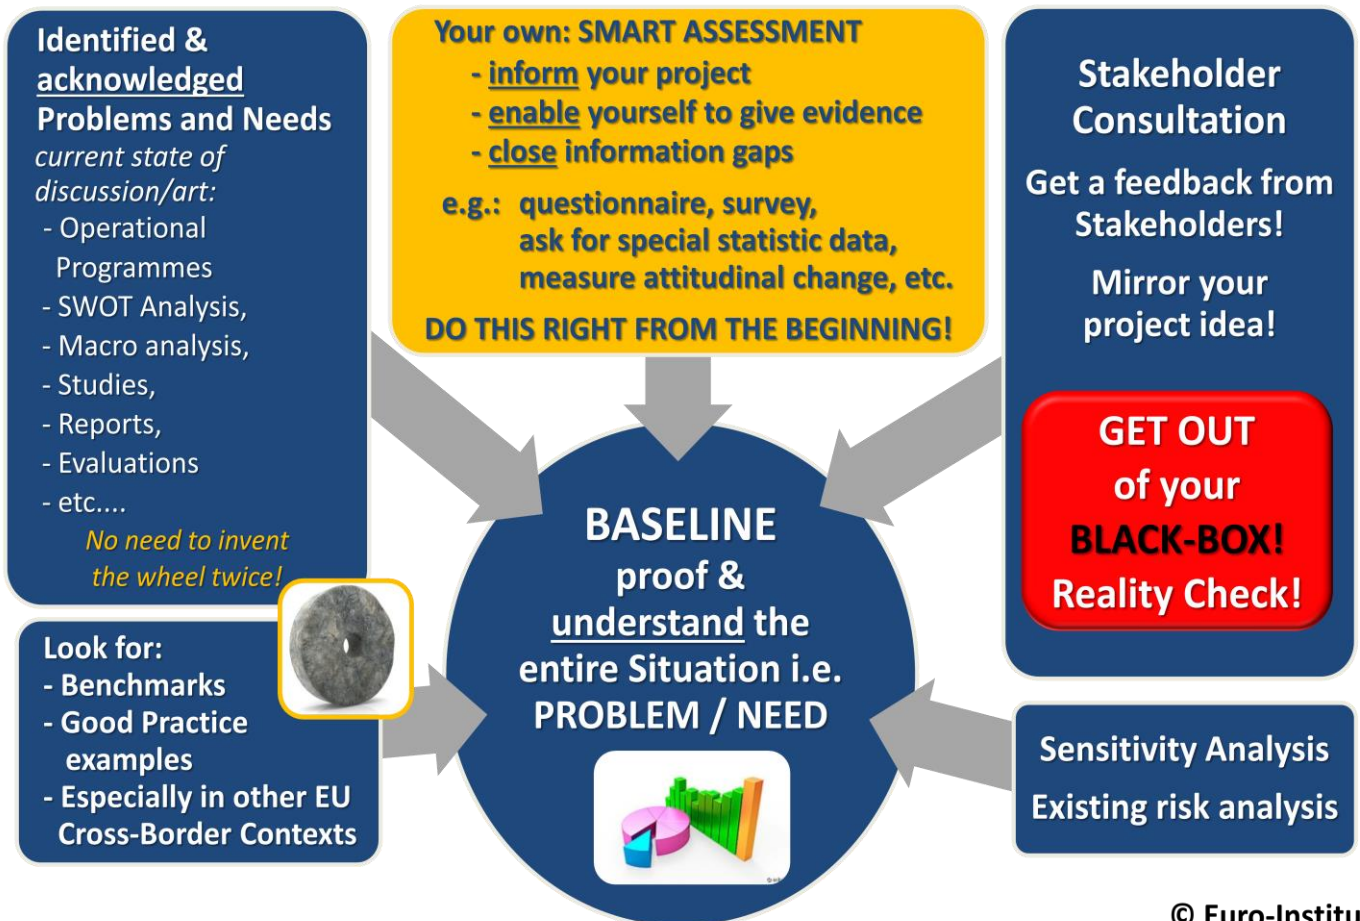 Identified &
acknowledged
Problems and Needs
current state of
discussion/art:
- Operational
Programmes
- SWOT Analysis,
- Macro analysis,
- Studies,
- Reports,
- Evaluations
- etc....
No need to invent
the wheel twice!
Your own: SMART ASSESSMENT
- inform your project
- enable yourself to give evidence
- close information gaps
e.g.: questionnaire, survey,
ask for special statistic data,
measure attitudinal change, etc.
DO THIS RIGHT FROM THE BEGINNING!
Stakeholder
Consultation
Get a feedback from
Stakeholders!
Mirror your
project idea!
GET OUT
of your
BLACK-BOX!
Reality Check!
Look for:
- Benchmarks
- Good Practice
examples
- Especially in other EU
Cross-Border Contexts
BASELINE
proof &
understand the
entire Situation i.e.
PROBLEM / NEED
Sensitivity Analysis
Existing risk analysis
© Euro-Institu